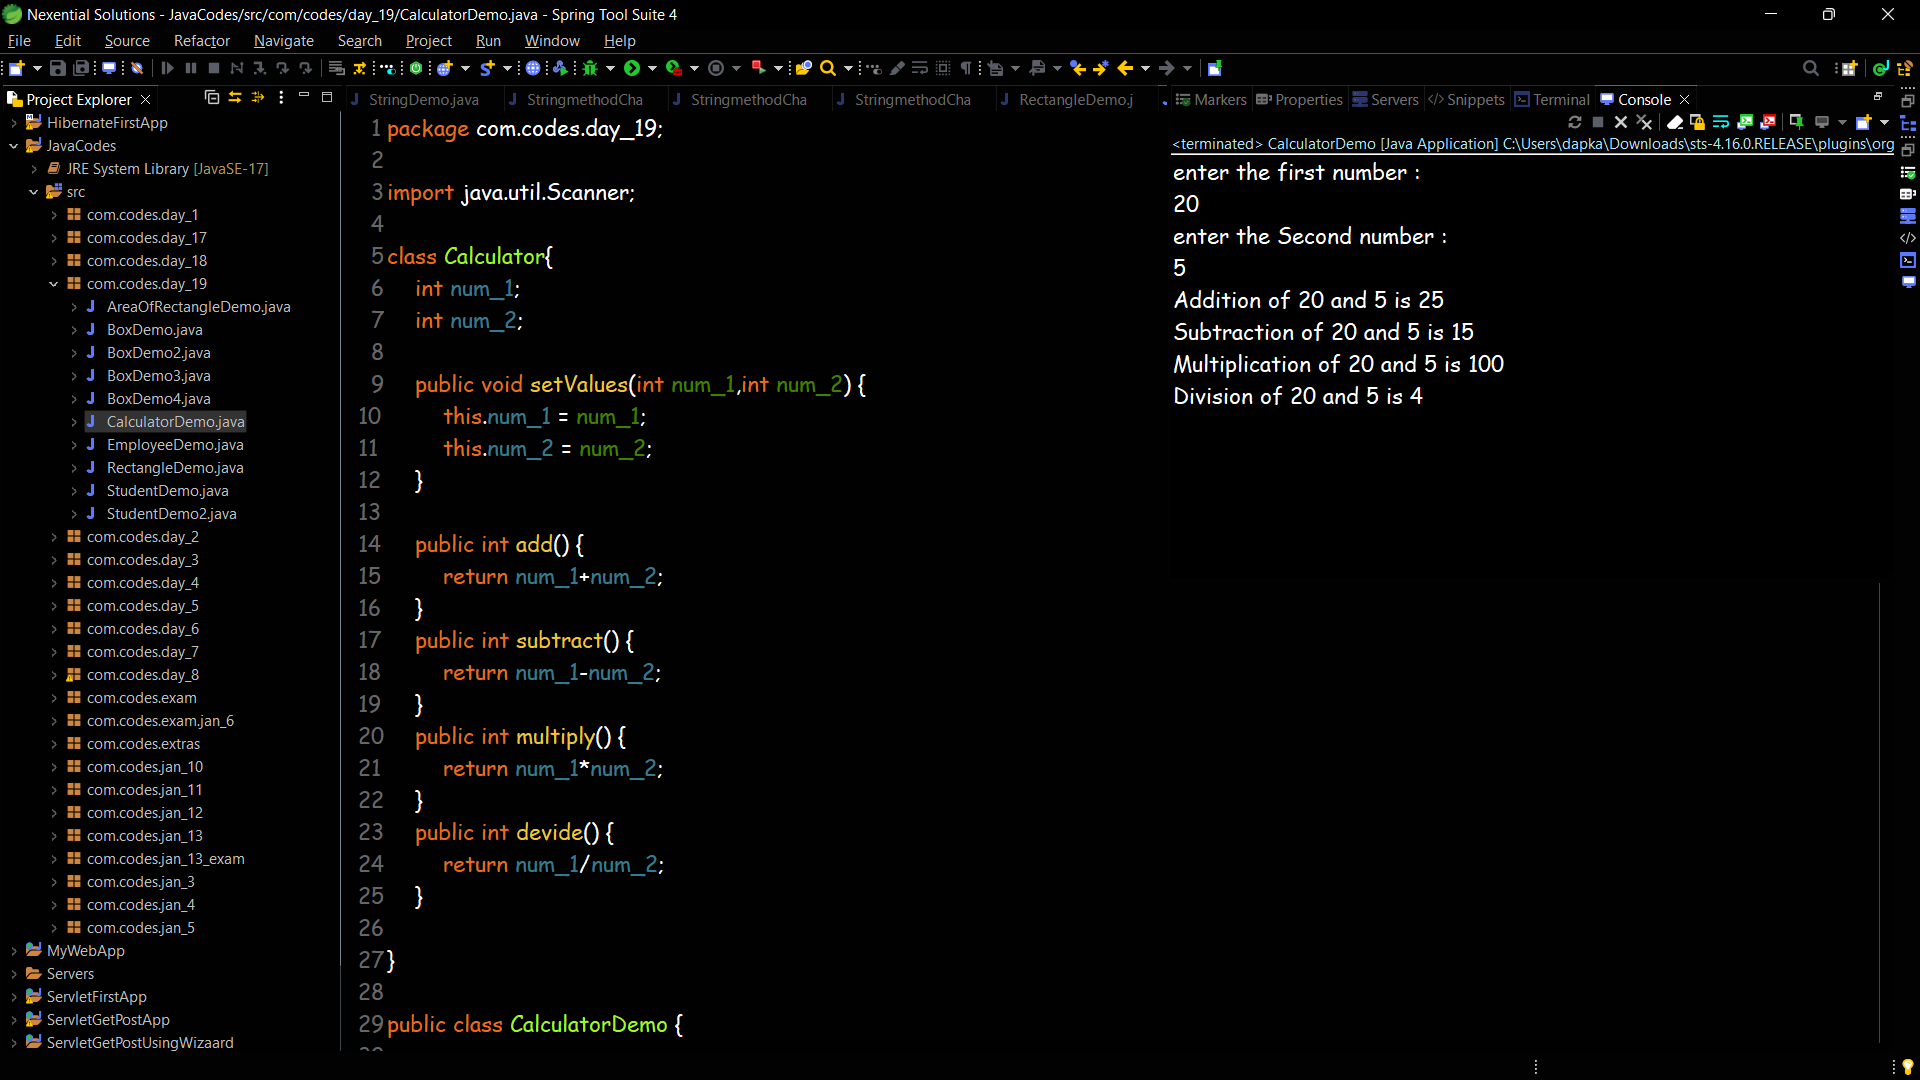 Nexential Solutions - JavaCodes/src/com/codes/day_19/CalculatorDemo.java - Spring Tool Suite 4
File Edit Source Refactor Navigate Search Project Run Window Help
Project Explorer
HibernateFirstApp
JavaCodes
JRE System Library [JavaSE-17]
src
com.codes.day_1
com.codes.day_17
com.codes.day_18
com.codes.day_19
AreaOfRectangleDemo.java
BoxDemo.java
BoxDemo2.java
BoxDemo3.java
BoxDemo4.java
CalculatorDemo.java
EmployeeDemo.java
RectangleDemo.java
StudentDemo.java
StudentDemo2.java
com.codes.day_2
com.codes.day_3
com.codes.day_4
com.codes.day_5
com.codes.day_6
com.codes.day_7
com.codes.day_8
com.codes.exam
com.codes.exam.jan_6
com.codes.extras
com.codes.jan_10
com.codes.jan_11
com.codes.jan_12
com.codes.jan_13
com.codes.jan_13_exam
com.codes.jan_3
com.codes.jan_4
com.codes.jan_5
MyWebApp
Servers
ServletFirstApp
ServletGetPostApp
ServletGetPostUsingWizaard
StringDemo.java StringmethodCha StringmethodCha StringmethodCha RectangleDemo.j
1 package com.codes.day_19;
2
3 import java.util.Scanner;
4
5 class Calculator{
6 int num_1;
7 int num_2;
8
9 public void setValues(int num_1,int num_2) {
10 this.num_1 = num_1;
11 this.num_2 = num_2;
12 }
13
14 public int add() {
15 return num_1+num_2;
16 }
17 public int subtract() {
18 return num_1-num_2;
19 }
20 public int multiply() {
21 return num_1*num_2;
22 }
23 public int devide() {
24 return num_1/num_2;
25 }
26
27 }
28
29 public class CalculatorDemo {
Markers Properties Servers Snippets Terminal Console
<terminated> CalculatorDemo [Java Application] C:\Users\dapka\Downloads\sts-4.16.0.RELEASE\plugins\org
enter the first number :
20
enter the Second number :
5
Addition of 20 and 5 is 25
Subtraction of 20 and 5 is 15
Multiplication of 20 and 5 is 100
Division of 20 and 5 is 4